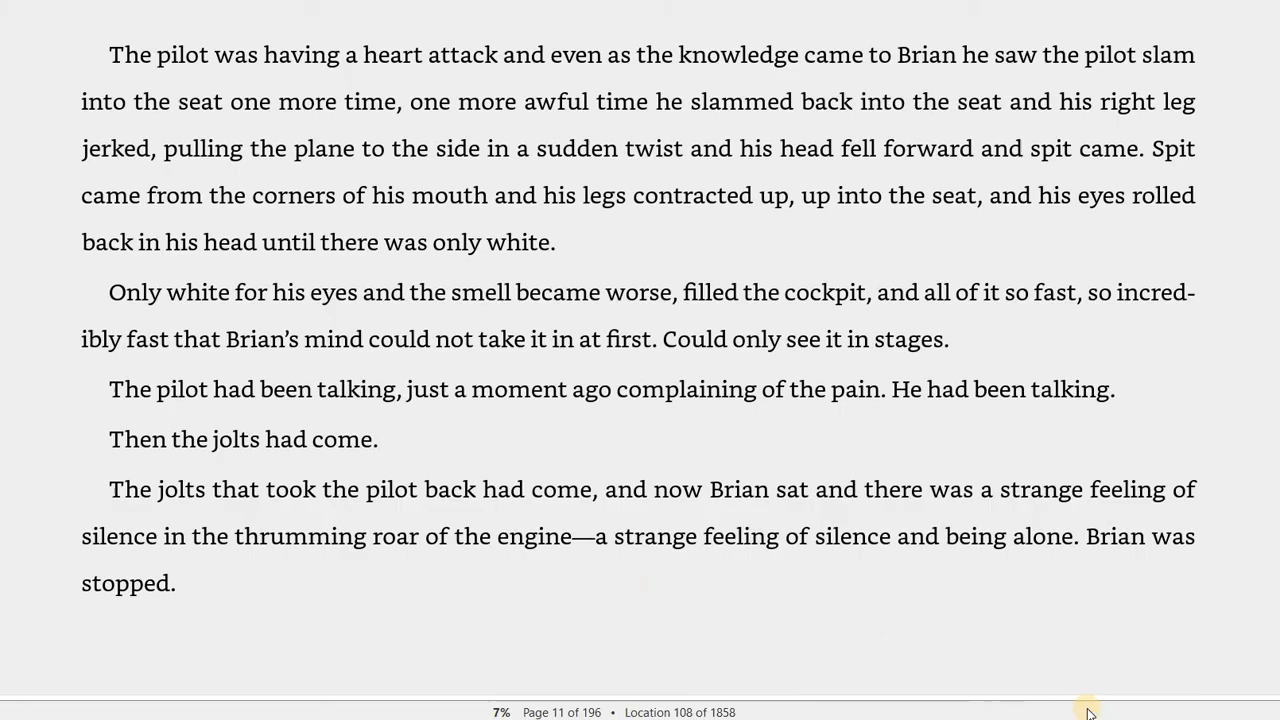 The pilot was having a heart attack and even as the knowledge came to Brian he saw the pilot slam
into the seat one more time, one more awful time he slammed back into the seat and his right leg
jerked, pulling the plane to the side in a sudden twist and his head fell forward and spit came. Spit
came from the corners of his mouth and his legs contracted up, up into the seat, and his eyes rolled
back in his head until there was only white.
Only white for his eyes and the smell became worse, filled the cockpit, and all of it so fast, so incred-
ibly fast that Brian’s mind could not take it in at first. Could only see it in stages.
The pilot had been talking, just a moment ago complaining of the pain. He had been talking.
Then the jolts had come.
The jolts that took the pilot back had come, and now Brian sat and there was a strange feeling of
silence in the thrumming roar of the engine—a strange feeling of silence and being alone. Brian was
stopped.
7% Page 11 of 196 • Location 108 of 1858